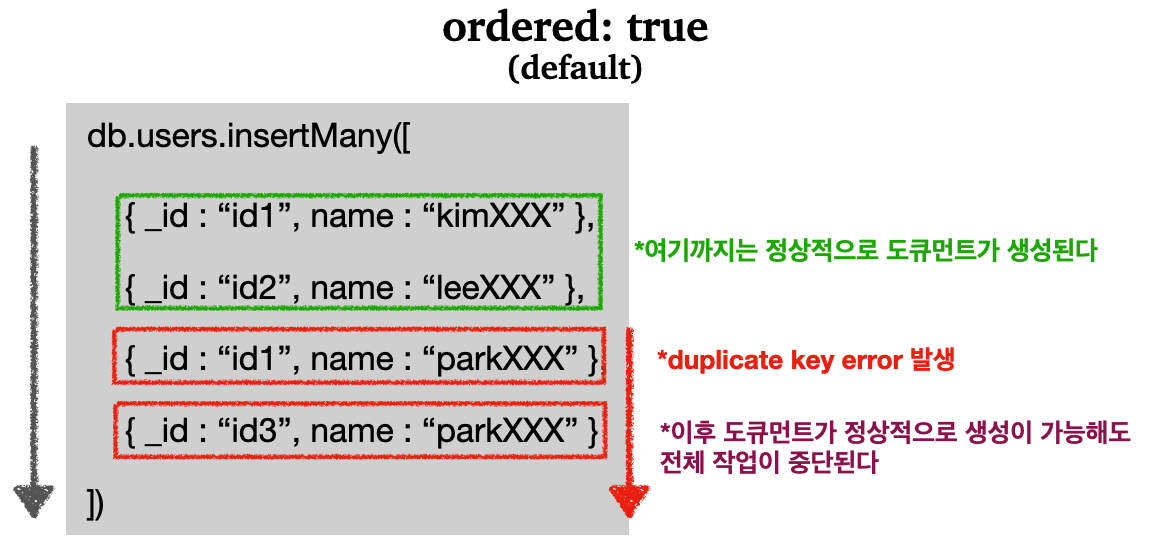 ordered: true
(default)
db.users.insertMany([
{ _id : “id1”, name : “kimXXX” },
*여기까지는 정상적으로 도큐먼트가 생성된다
{ _id : “id2”, name : “leeXXX” },
{ _id : “id1”, name : “parkXXX” },
*duplicate key error 발생
{ _id : “id3”, name : “parkXXX” }
*이후 도큐먼트가 정상적으로 생성이 가능해도
전체 작업이 중단된다
])